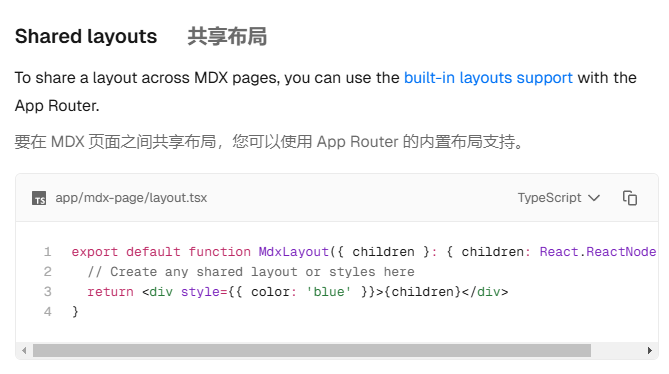 Shared layouts 共享布局
To share a layout across MDX pages, you can use the built-in layouts support with the
App Router.
要在 MDX 页面之间共享布局，您可以使用 App Router 的内置布局支持。
TS app/mdx-page/layout.tsx TypeScript
1 export default function MdxLayout({ children }: { children: React.ReactNode
2 // Create any shared layout or styles here
3 return <div style={{ color: 'blue' }}>{children}</div>
4 }